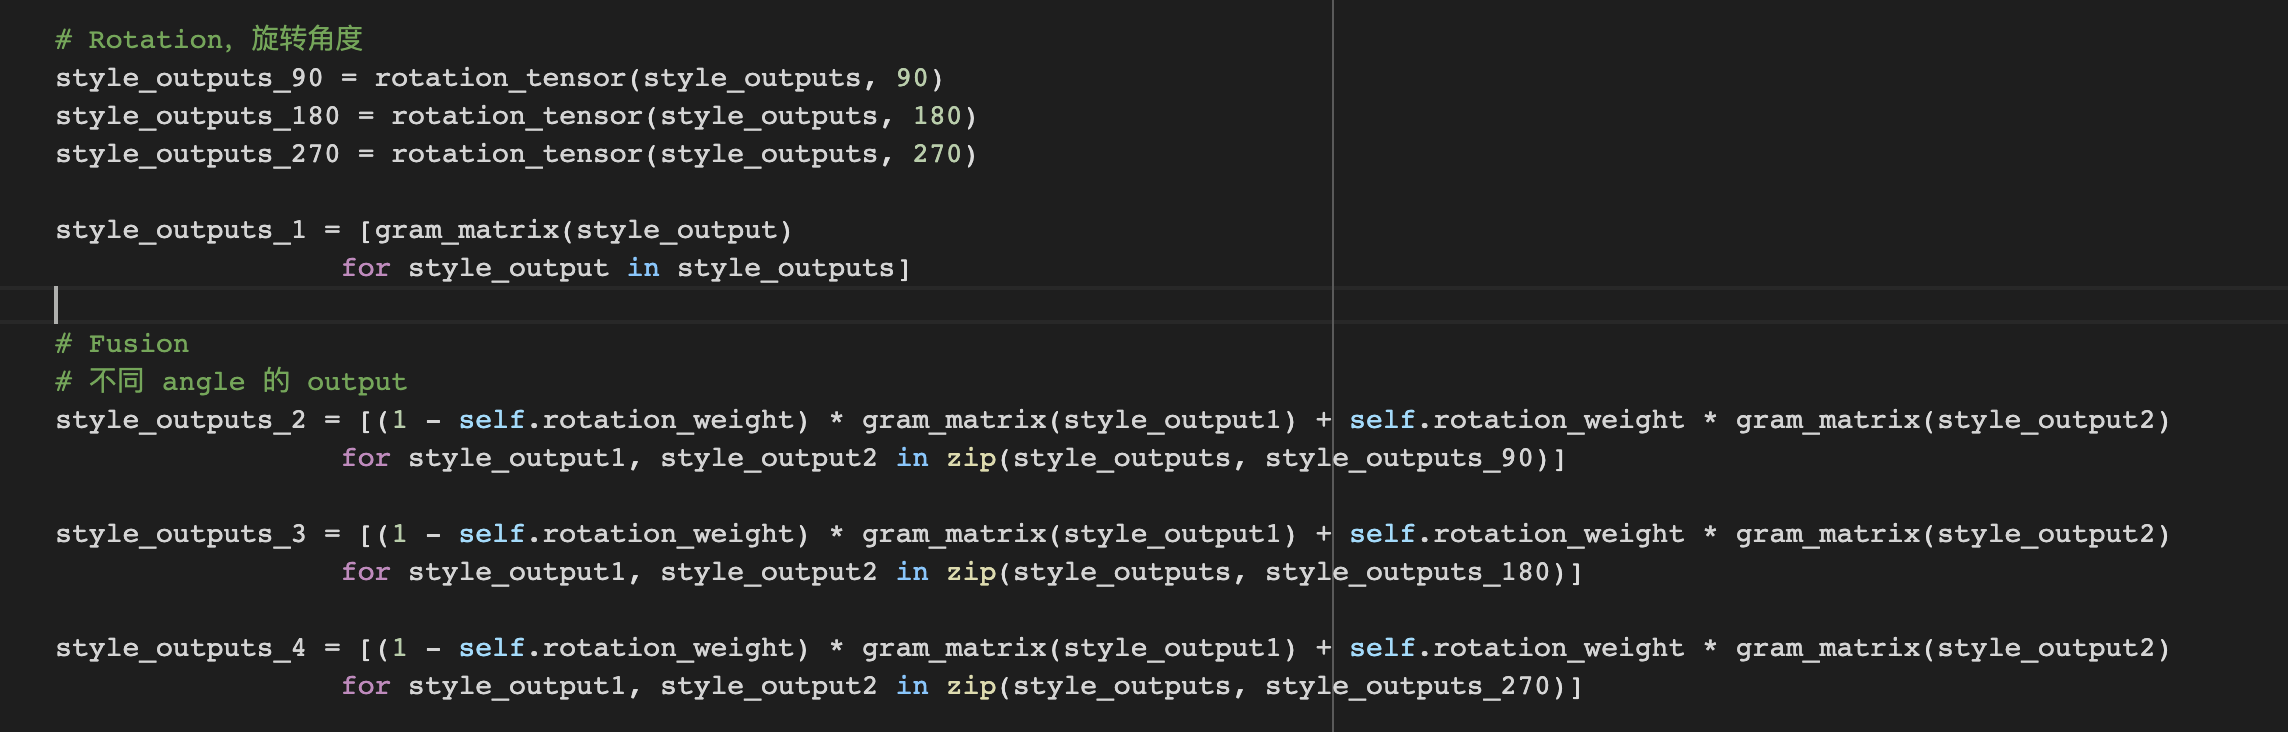 # Rotation, 旋转角度
style_outputs_90 = rotation_tensor(style_outputs, 90)
style_outputs_180 = rotation_tensor(style_outputs, 180)
style_outputs_270 = rotation_tensor(style_outputs, 270)
style_outputs_1 = [gram_matrix(style_output)
for style_output in style_outputs]
# Fusion
# 不同 angle 的 output
style_outputs_2 = [(1 - self.rotation_weight) * gram_matrix(style_output1) + self.rotation_weight * gram_matrix(style_output2)
for style_output1, style_output2 in zip(style_outputs, style_outputs_90)]
style_outputs_3 = [(1 - self.rotation_weight) * gram_matrix(style_output1) + self.rotation_weight * gram_matrix(style_output2)
for style_output1, style_output2 in zip(style_outputs, style_outputs_180)]
style_outputs_4 = [(1 - self.rotation_weight) * gram_matrix(style_output1) + self.rotation_weight * gram_matrix(style_output2)
for style_output1, style_output2 in zip(style_outputs, style_outputs_270)]